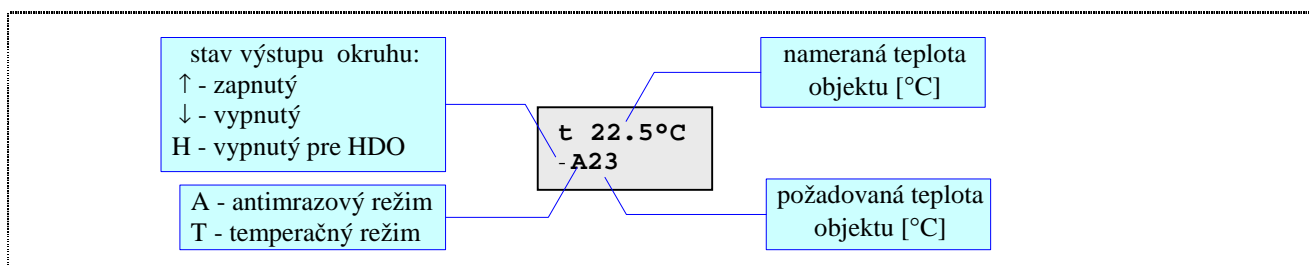 stav výstupu okruhu:
↑ - zapnutý
↓ - vypnutý
H - vypnutý pre HDO
nameraná teplota
objektu [°C]
t 22.5°C
-A23
A - antimrazový režim
T - temperačný režim
požadovaná teplota
objektu [°C]